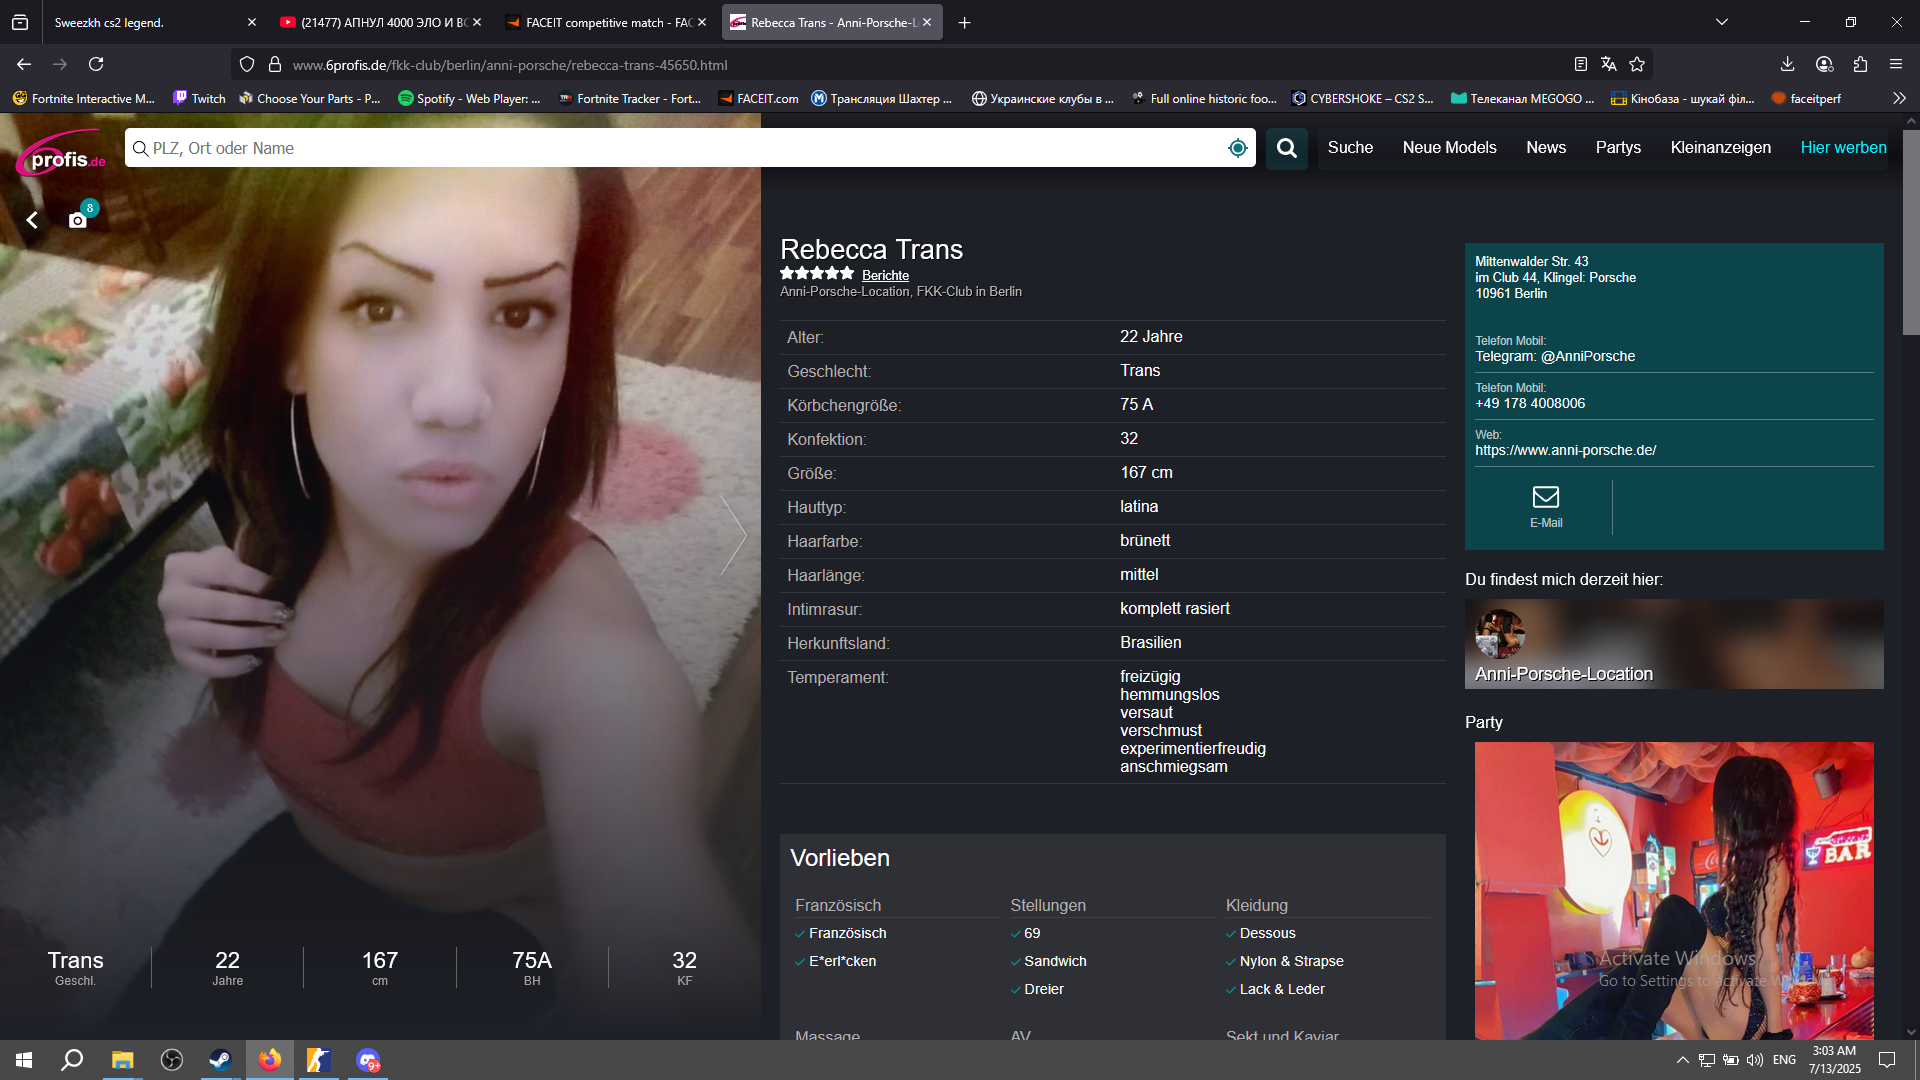 Sweezkh cs2 legend.
(21477) АПНУЛ 4000 ЭЛО И ВС
FACEIT competitive match - FAC
Rebecca Trans - Anni-Porsche-L
www.6profis.de/fkk-club/berlin/anni-porsche/rebecca-trans-45650.html
Fortnite Interactive M...
Twitch
Choose Your Parts - P...
Spotify - Web Player: ...
Fortnite Tracker - Fort...
FACEIT.com
Трансляция Шахтер ...
Украинские клубы в ...
Full online historic foo...
CYBERSHOKE – CS2 S...
Телеканал MEGOGO ...
Кінобаза - шукай філ...
faceitperf
profis.de
PLZ, Ort oder Name
Suche
Neue Models
News
Partys
Kleinanzeigen
Hier werben
8
Rebecca Trans
Berichte
Anni-Porsche-Location, FKK-Club in Berlin
Alter: 22 Jahre
Geschlecht: Trans
Körbchengröße: 75 A
Konfektion: 32
Größe: 167 cm
Hauttyp: latina
Haarfarbe: brünett
Haarlänge: mittel
Intimrasur: komplett rasiert
Herkunftsland: Brasilien
Temperament: freizügig
hemmungslos
versaut
verschmust
experimentierfreudig
anschmiegsam
Vorlieben
Französisch
Französisch
E*erl*cken
Stellungen
69
Sandwich
Dreier
Kleidung
Dessous
Nylon & Strapse
Lack & Leder
Massage
AV
Sekt und Kaviar
Trans
Geschl.
22
Jahre
167
cm
75A
BH
32
KF
Mittenwalder Str. 43
im Club 44, Klingel: Porsche
10961 Berlin
Telefon Mobil:
Telegram: @AnniPorsche
Telefon Mobil:
+49 178 4008006
Web:
https://www.anni-porsche.de/
E-Mail
Du findest mich derzeit hier:
Anni-Porsche-Location
Party
BAR
Activate Windows
Go to Settings to activate Windows.
9+
ENG
3:03 AM
7/13/2025